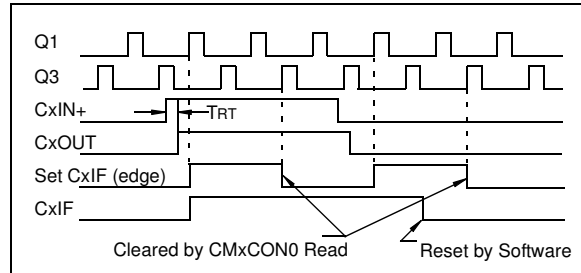 Q1
Q3
CxIN+
TRT
CxOUT
Set CxIF (edge)
CxIF
Cleared by CMxCON0 Read
Reset by Software